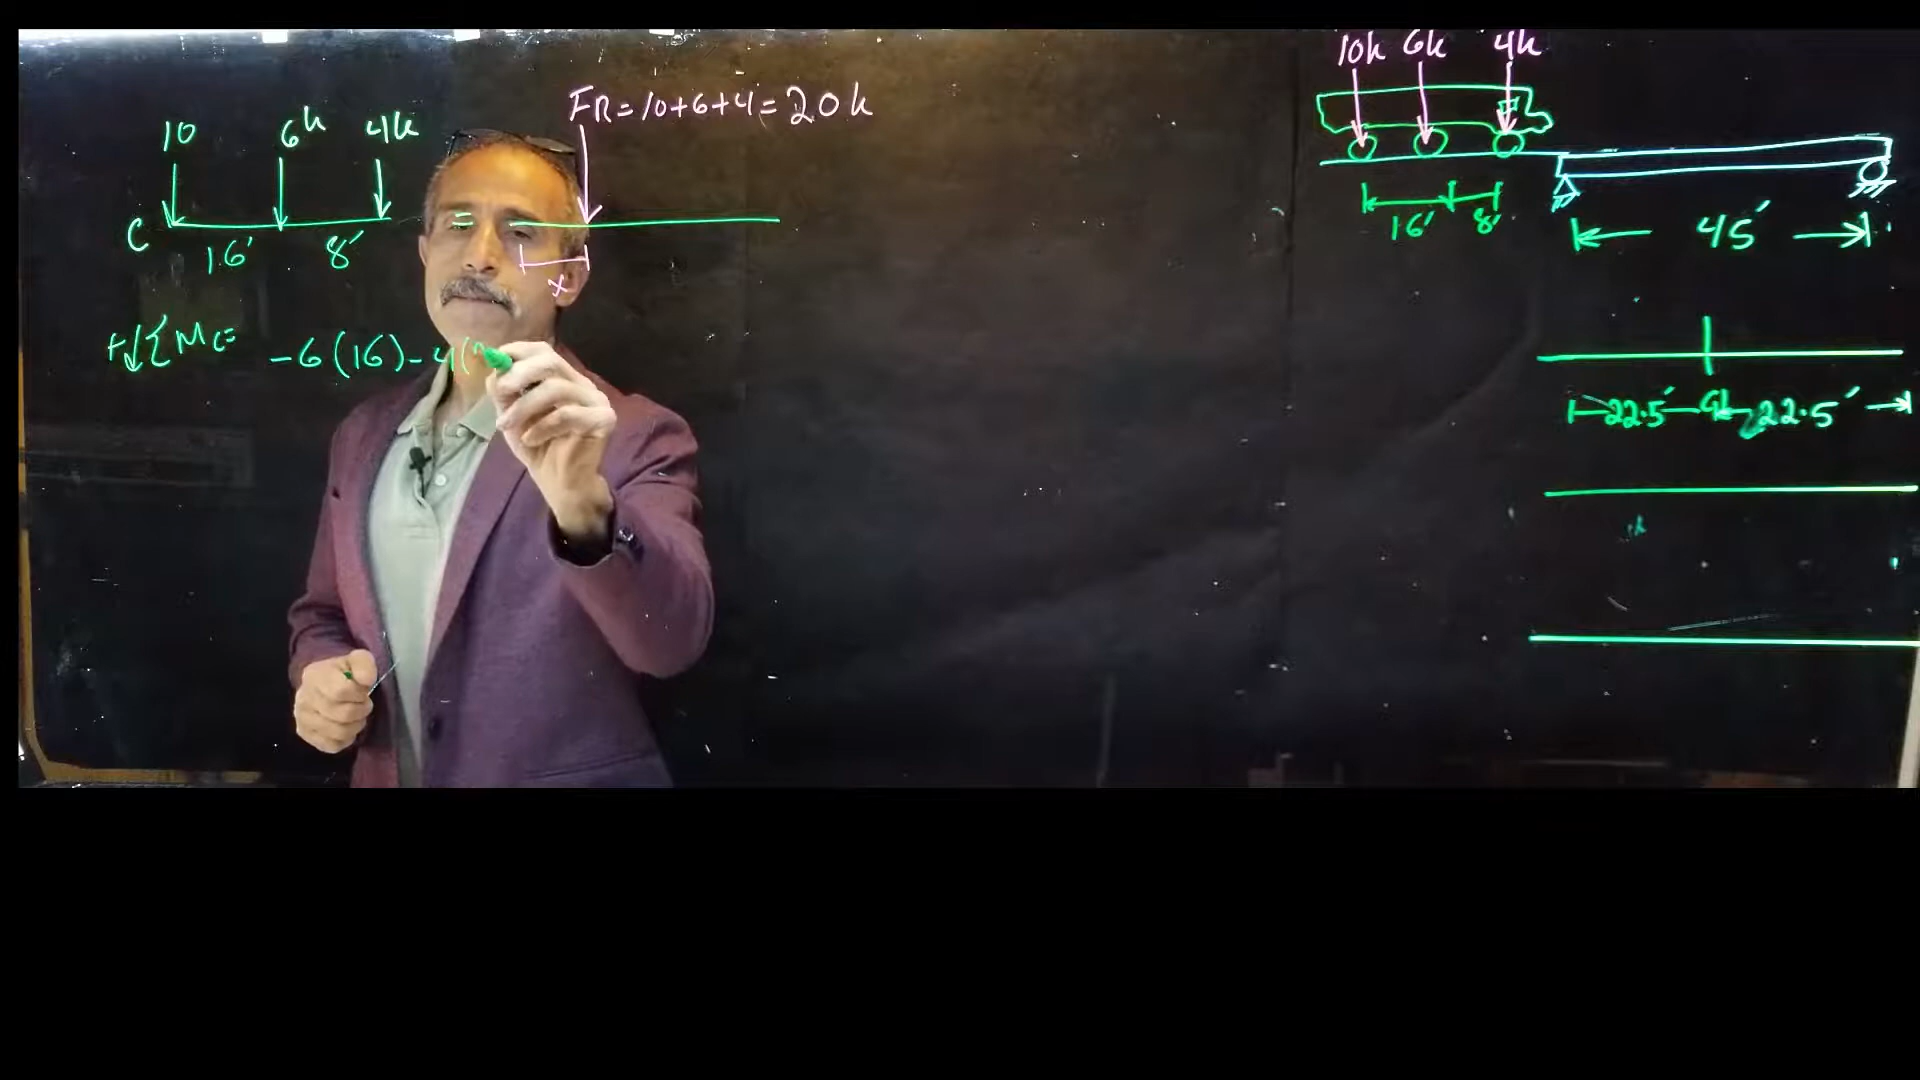 10 6k 4k
C 16' 8' =
FR = 10+6+4 = 20 k
x
ΣMc = -6(16)-4(
10k 6k 4k
16' 8'
45'
22.5' 22.5'